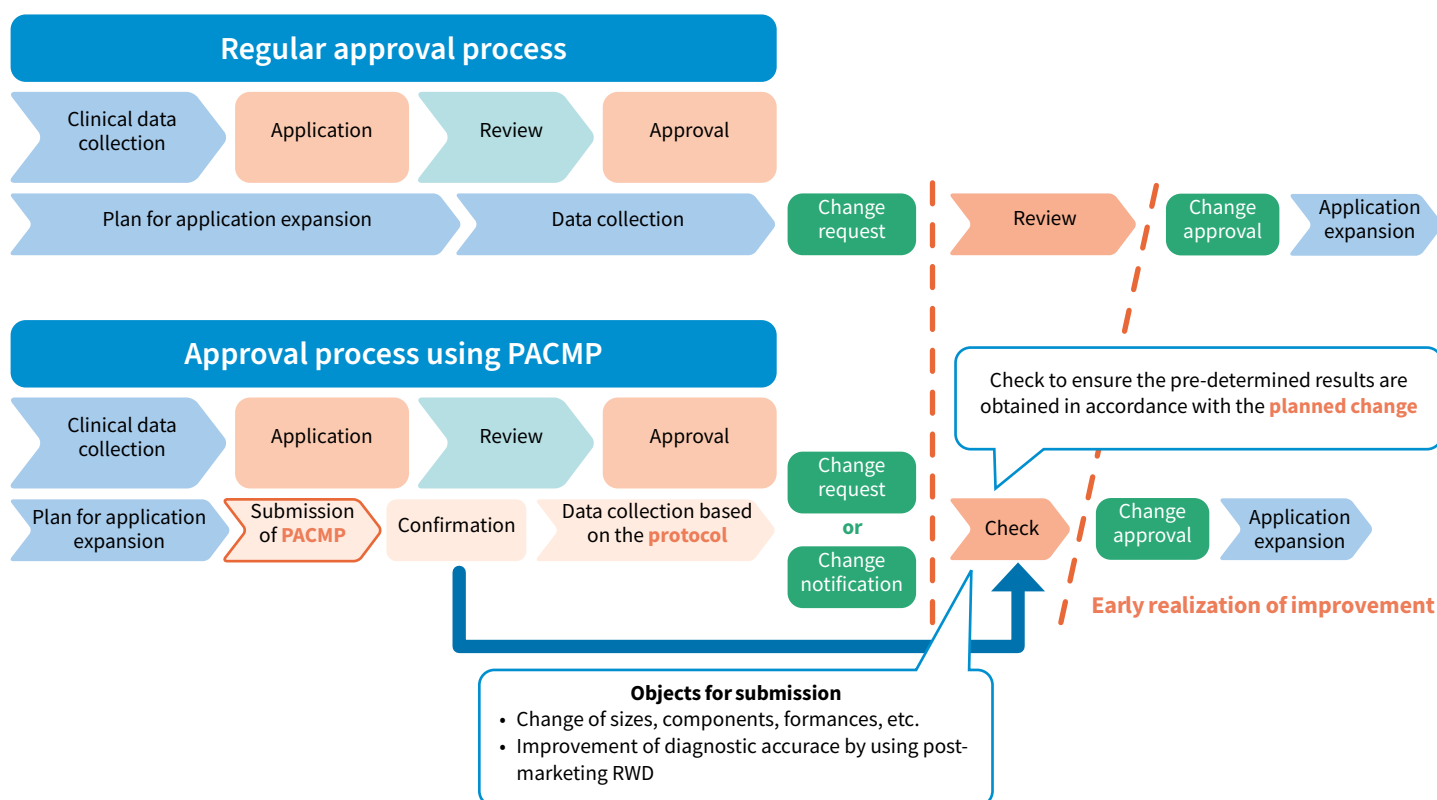 Regular approval process
Clinical data
collection
Application
Review
Approval
Plan for application expansion
Data collection
Change
request
Review
Change
approval
Application
expansion
Approval process using PACMP
Check to ensure the pre-determined results are
obtained in accordance with the planned change
Clinical data
collection
Application
Review
Approval
Plan for application
expansion
Submission
of PACMP
Confirmation
Data collection based
on the protocol
Change
request
or
Change
notification
Check
Change
approval
Application
expansion
Early realization of improvement
Objects for submission
• Change of sizes, components, formances, etc.
• Improvement of diagnostic accurace by using post-
marketing RWD